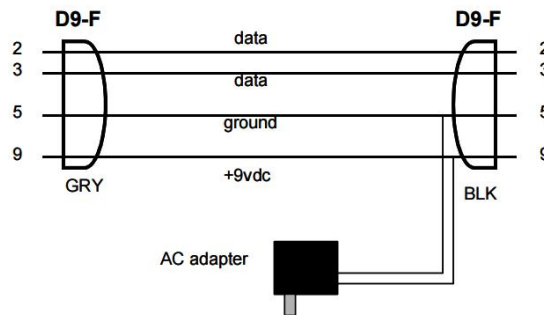 D9-F D9-F
2 data 2
3 data 3
5 ground 5
9 +9vdc 9
GRY BLK
AC adapter